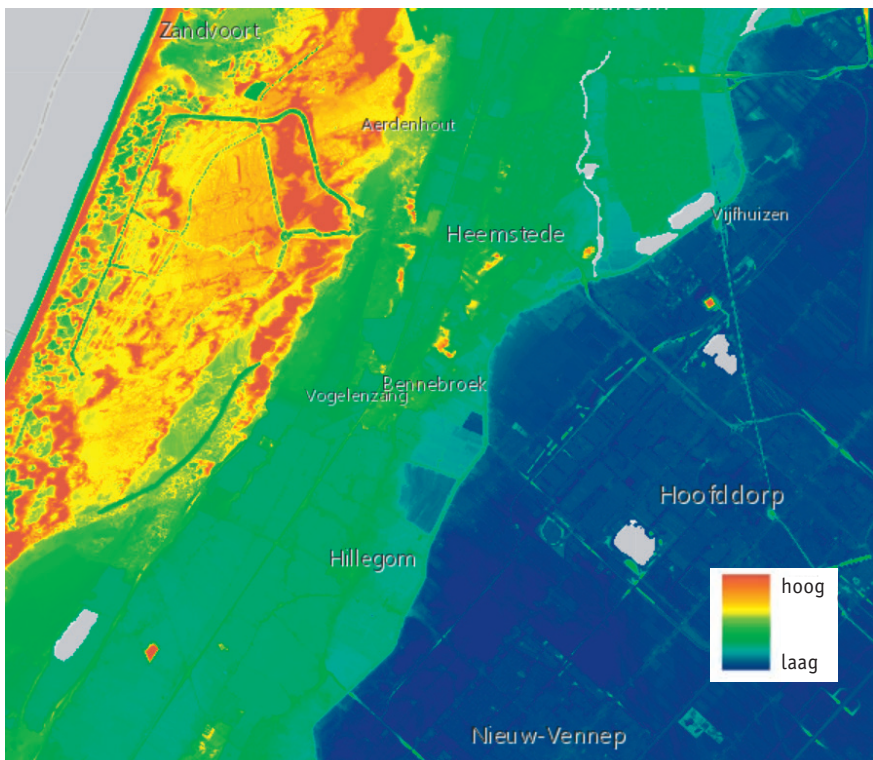 Zandvoort
Aerdenhout
Vijfhuizen
Heemstede
Bennebroek
Vogelenzang
Hoofddorp
Hillegom
hoog
laag
Nieuw-Vennep